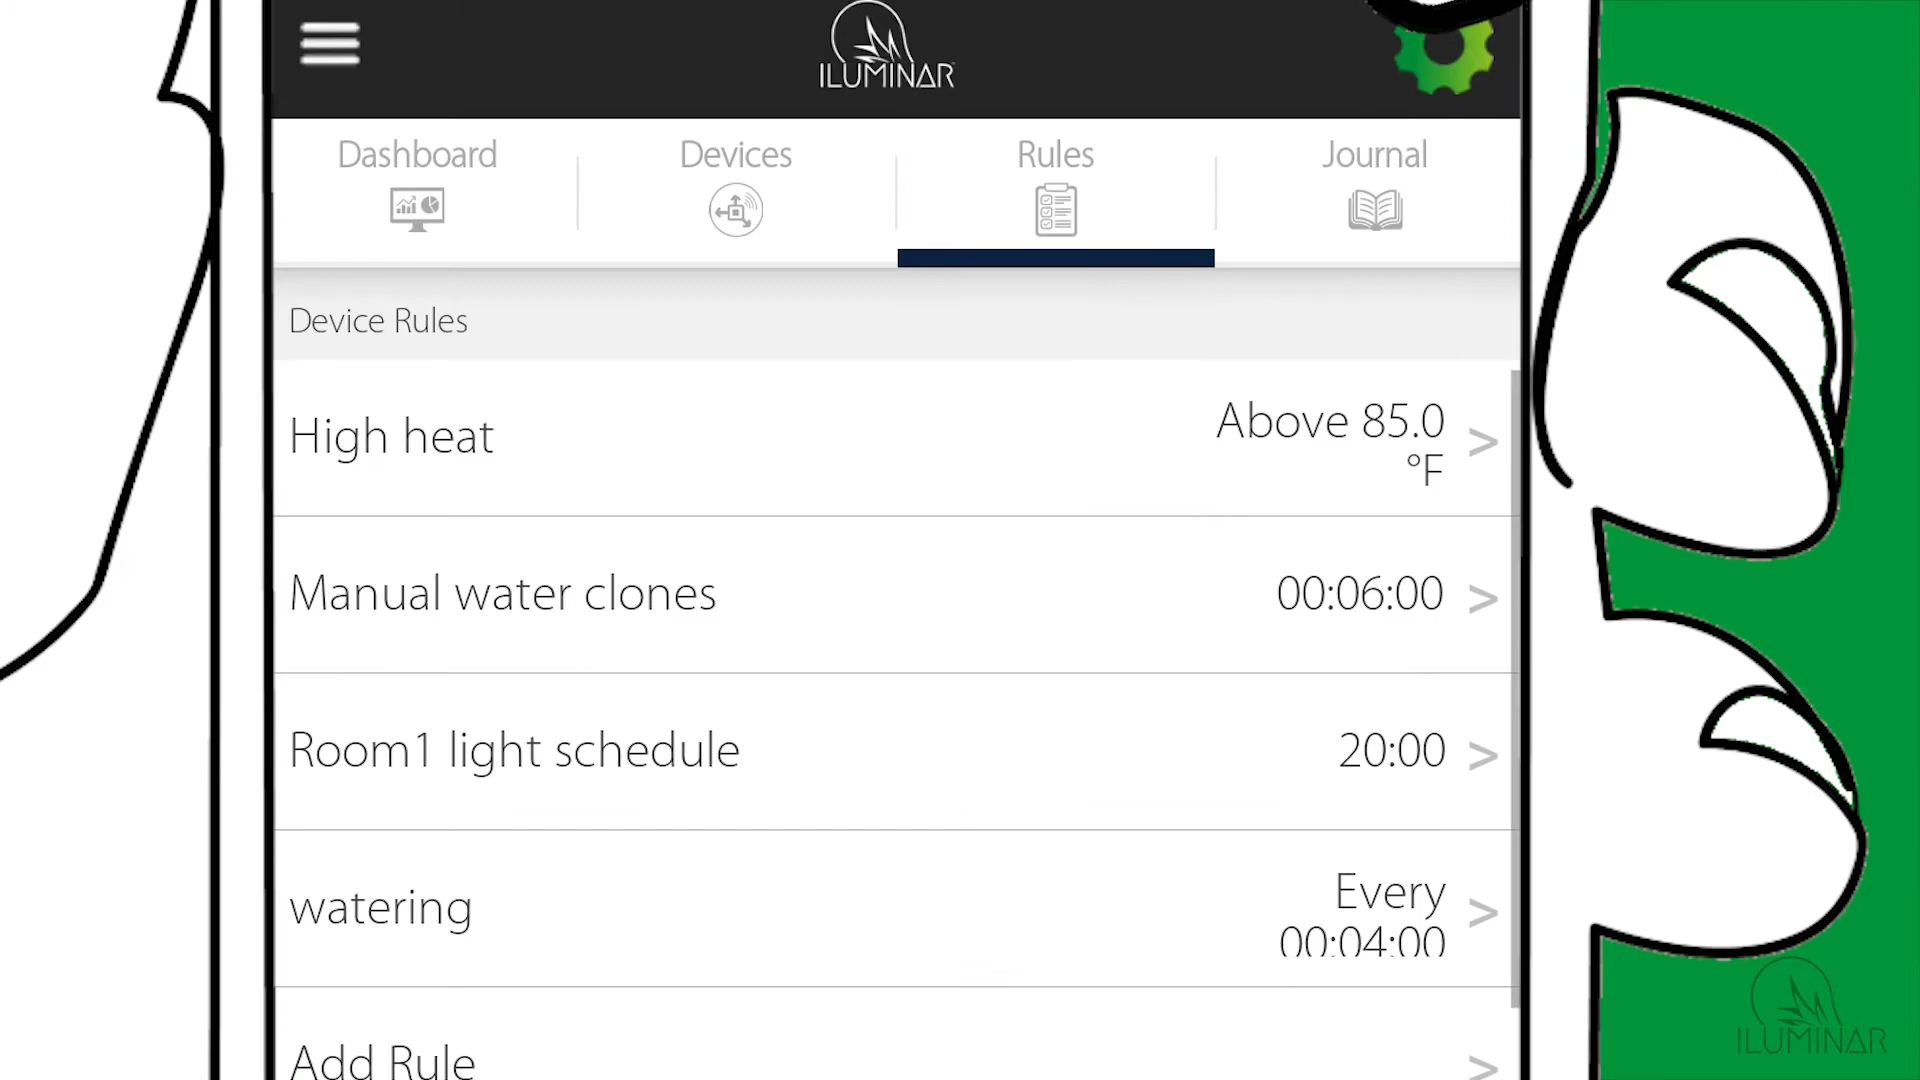 ILUMINAR
Dashboard
Devices
Rules
Journal
Device Rules
High heat
Above 85.0
°F
>
Manual water clones
00:06:00 >
Room1 light schedule
20:00 >
watering
Every
00:04:00
>
Add Rule >
ILUMINAR